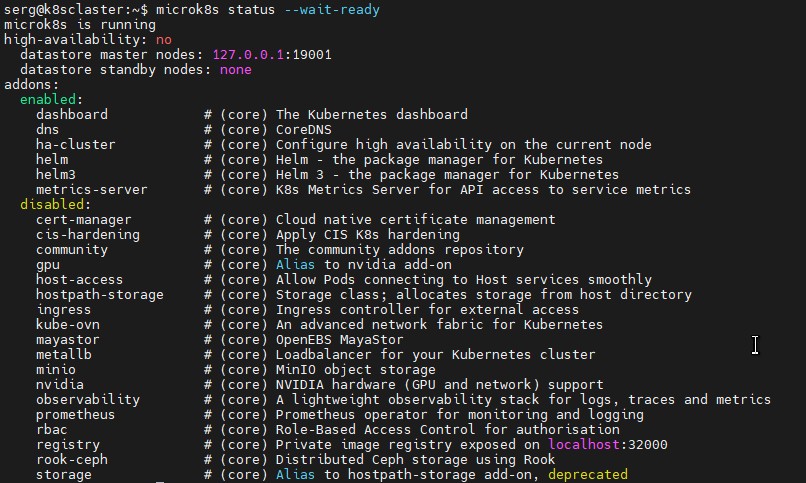 serg@k8sclaster:~$ microk8s status --wait-ready
microk8s is running
high-availability: no
  datastore master nodes: 127.0.0.1:19001
  datastore standby nodes: none
addons:
  enabled:
    dashboard            # (core) The Kubernetes dashboard
    dns                  # (core) CoreDNS
    ha-cluster           # (core) Configure high availability on the current node
    helm                 # (core) Helm - the package manager for Kubernetes
    helm3                # (core) Helm 3 - the package manager for Kubernetes
    metrics-server       # (core) K8s Metrics Server for API access to service metrics
  disabled:
    cert-manager         # (core) Cloud native certificate management
    cis-hardening        # (core) Apply CIS K8s hardening
    community            # (core) The community addons repository
    gpu                  # (core) Alias to nvidia add-on
    host-access          # (core) Allow Pods connecting to Host services smoothly
    hostpath-storage     # (core) Storage class; allocates storage from host directory
    ingress              # (core) Ingress controller for external access
    kube-ovn             # (core) An advanced network fabric for Kubernetes
    mayastor             # (core) OpenEBS MayaStor
    metallb              # (core) Loadbalancer for your Kubernetes cluster
    minio                # (core) MinIO object storage
    nvidia               # (core) NVIDIA hardware (GPU and network) support
    observability        # (core) A lightweight observability stack for logs, traces and metrics
    prometheus           # (core) Prometheus operator for monitoring and logging
    rbac                 # (core) Role-Based Access Control for authorisation
    registry             # (core) Private image registry exposed on localhost:32000
    rook-ceph            # (core) Distributed Ceph storage using Rook
    storage              # (core) Alias to hostpath-storage add-on, deprecated